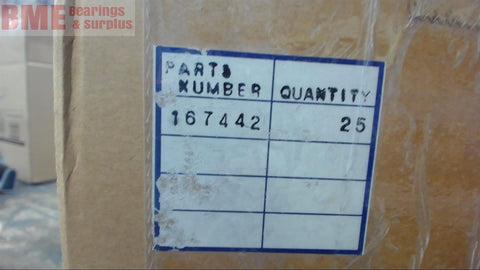 BME Bearings
& surplus
PARTS
NUMBER QUANTITY
167442 25